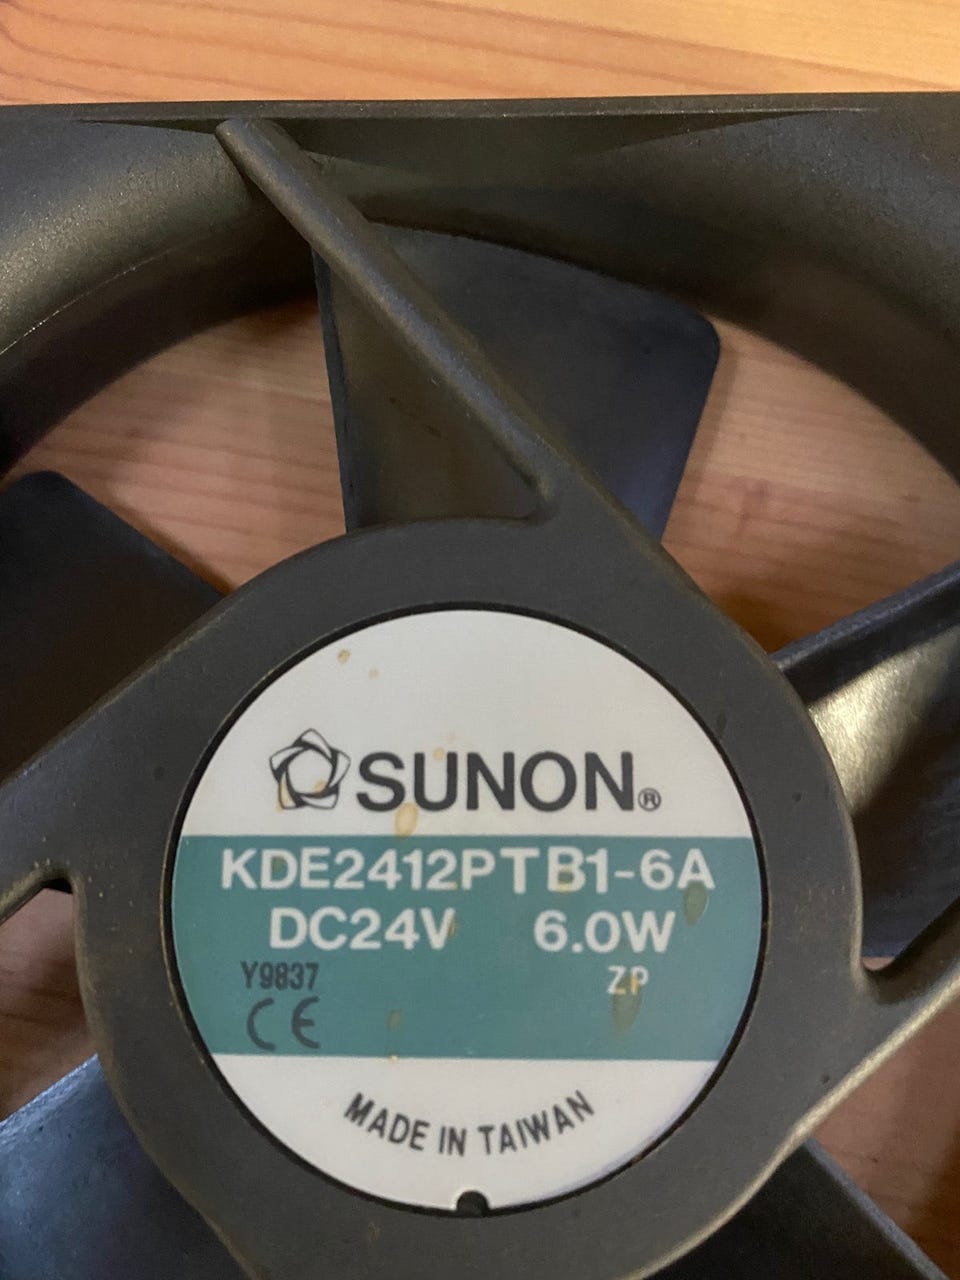 SUNON®
KDE2412PTB1-6A
DC24V 6.0W
Y9837 ZP
CE
MADE IN TAIWAN